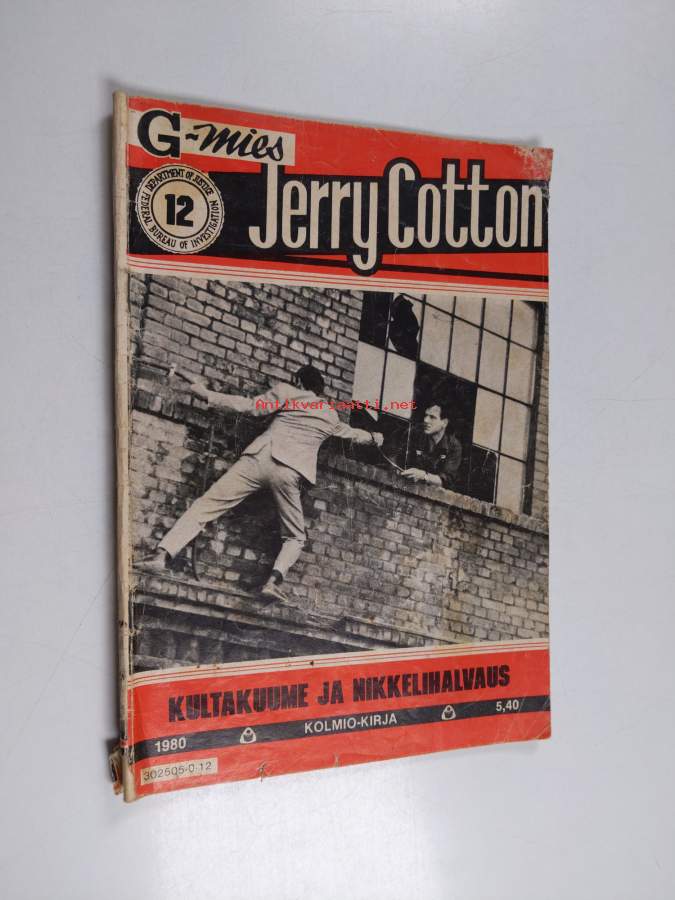 G-mies
Jerry Cotton
DEPARTMENT OF JUSTICE
12
FEDERAL BUREAU OF INVESTIGATION
Antikvariaatti.net
KULTAKUUME JA NIKKELIHALVAUS
1980 KOLMIO-KIRJA 5,40
302505-0-12